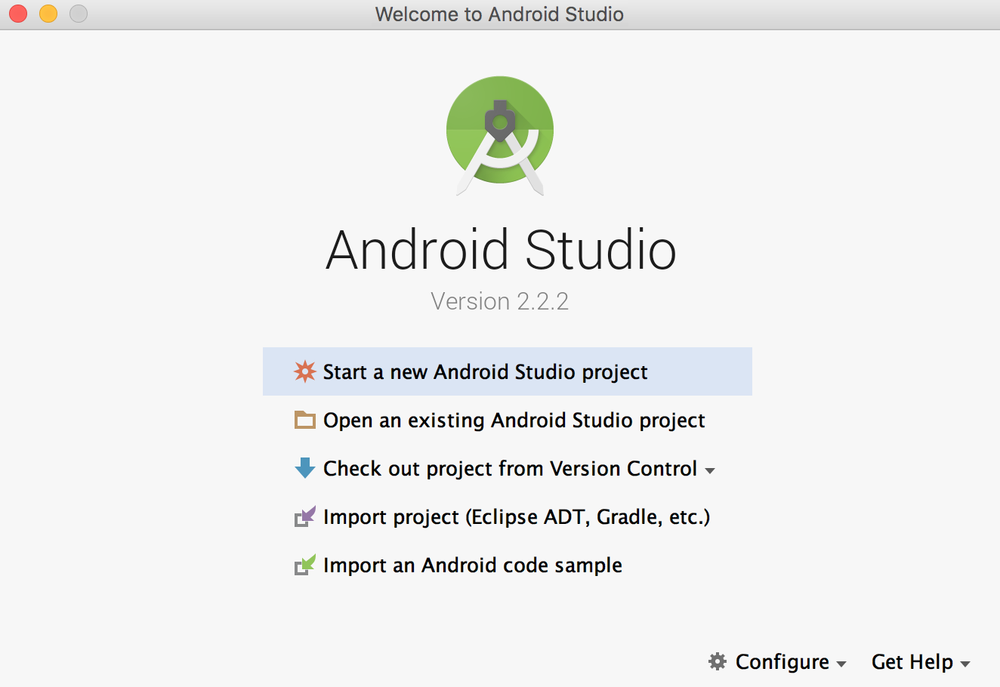 Welcome to Android Studio
Android Studio
Version 2.2.2
Start a new Android Studio project
Open an existing Android Studio project
Check out project from Version Control
Import project (Eclipse ADT, Gradle, etc.)
Import an Android code sample
Configure Get Help